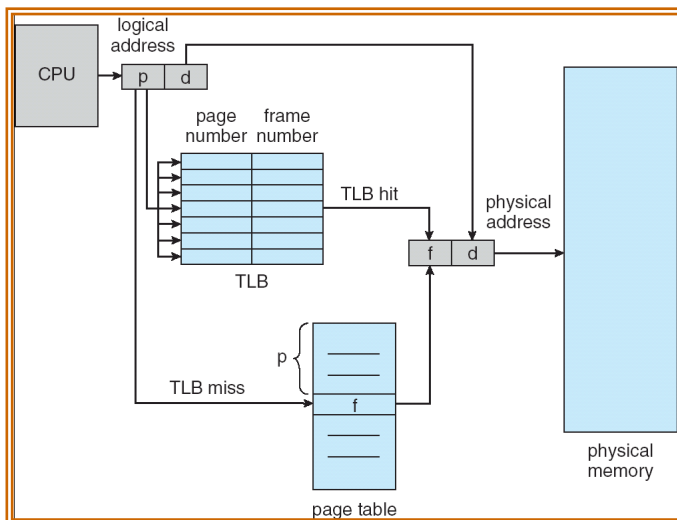 logical
address
CPU
p d
page
number
frame
number
TLB hit
physical
address
f d
TLB
p
TLB miss
f
page table
physical
memory